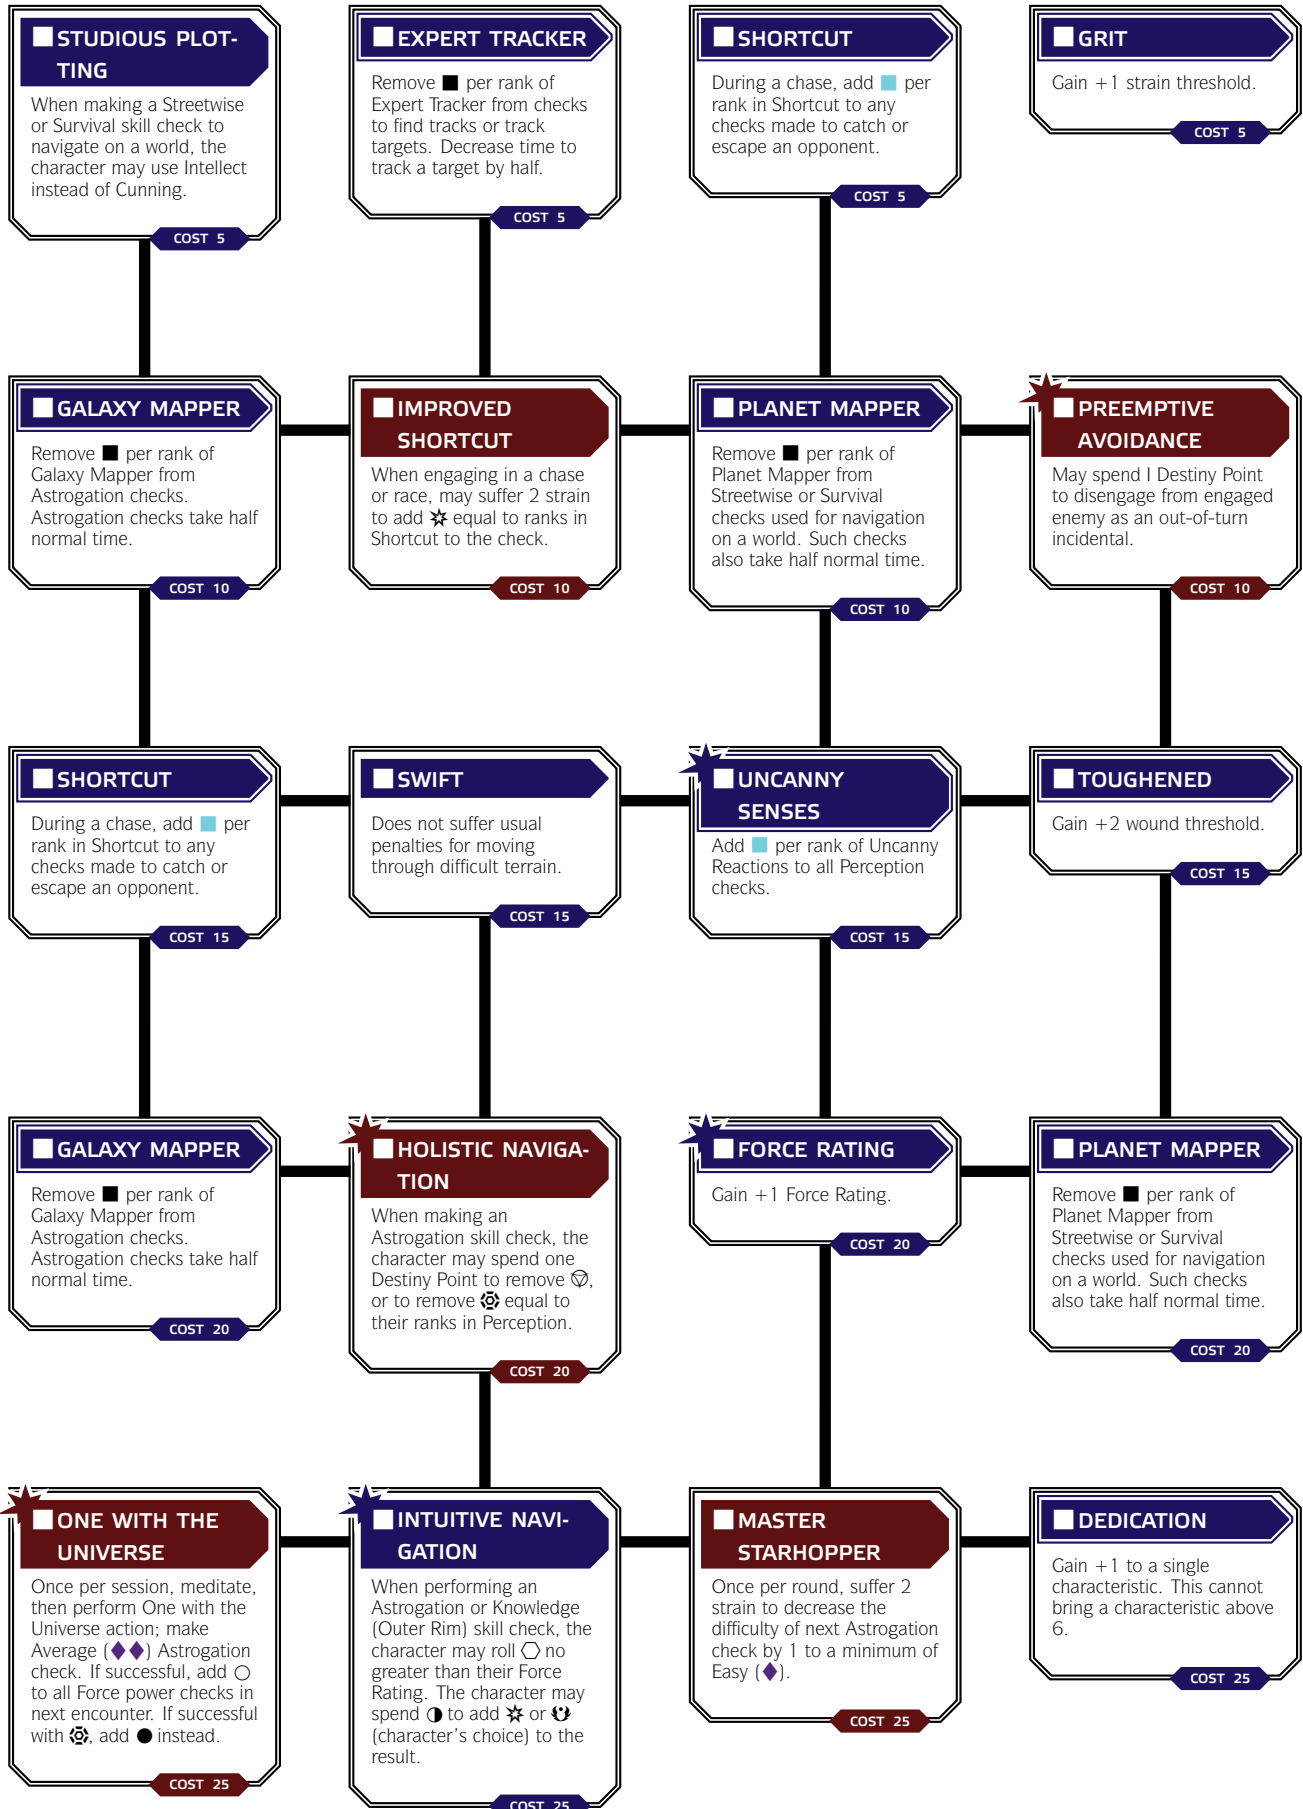 STUDIOUS PLOT-
TING
When making a Streetwise
or Survival skill check to
navigate on a world, the
character may use Intellect
instead of Cunning.
COST 5
EXPERT TRACKER
Remove ■ per rank of
Expert Tracker from checks
to find tracks or track
targets. Decrease time to
track a target by half.
COST 5
SHORTCUT
During a chase, add ■ per
rank in Shortcut to any
checks made to catch or
escape an opponent.
COST 5
GRIT
Gain +1 strain threshold.
COST 5
GALAXY MAPPER
Remove ■ per rank of
Galaxy Mapper from
Astrogation checks.
Astrogation checks take half
normal time.
COST 10
IMPROVED
SHORTCUT
When engaging in a chase
or race, may suffer 2 strain
to add equal to ranks in
Shortcut to the check.
COST 10
PLANET MAPPER
Remove ■ per rank of
Planet Mapper from
Streetwise or Survival
checks used for navigation
on a world. Such checks
also take half normal time.
COST 10
PREEMPTIVE
AVOIDANCE
May spend I Destiny Point
to disengage from engaged
enemy as an out-of-turn
incidental.
COST 10
SHORTCUT
During a chase, add ■ per
rank in Shortcut to any
checks made to catch or
escape an opponent.
COST 15
SWIFT
Does not suffer usual
penalties for moving
through difficult terrain.
COST 15
UNCANNY
SENSES
Add ■ per rank of Uncanny
Reactions to all Perception
checks.
COST 15
TOUGHENED
Gain +2 wound threshold.
COST 15
GALAXY MAPPER
Remove ■ per rank of
Galaxy Mapper from
Astrogation checks.
Astrogation checks take half
normal time.
COST 20
HOLISTIC NAVIGA-
TION
When making an
Astrogation skill check, the
character may spend one
Destiny Point to remove ,
or to remove equal to
their ranks in Perception.
COST 20
FORCE RATING
Gain +1 Force Rating.
COST 20
PLANET MAPPER
Remove ■ per rank of
Planet Mapper from
Streetwise or Survival
checks used for navigation
on a world. Such checks
also take half normal time.
COST 20
ONE WITH THE
UNIVERSE
Once per session, meditate,
then perform One with the
Universe action; make
Average (◆◆) Astrogation
check. If successful, add ○
to all Force power checks in
next encounter. If successful
with , add ● instead.
COST 25
INTUITIVE NAVI-
GATION
When performing an
Astrogation or Knowledge
(Outer Rim) skill check, the
character may roll ⬡ no
greater than their Force
Rating. The character may
spend ◑ to add or
(character's choice) to the
result.
COST 25
MASTER
STARHOPPER
Once per round, suffer 2
strain to decrease the
difficulty of next Astrogation
check by 1 to a minimum of
Easy (◆).
COST 25
DEDICATION
Gain +1 to a single
characteristic. This cannot
bring a characteristic above
6.
COST 25